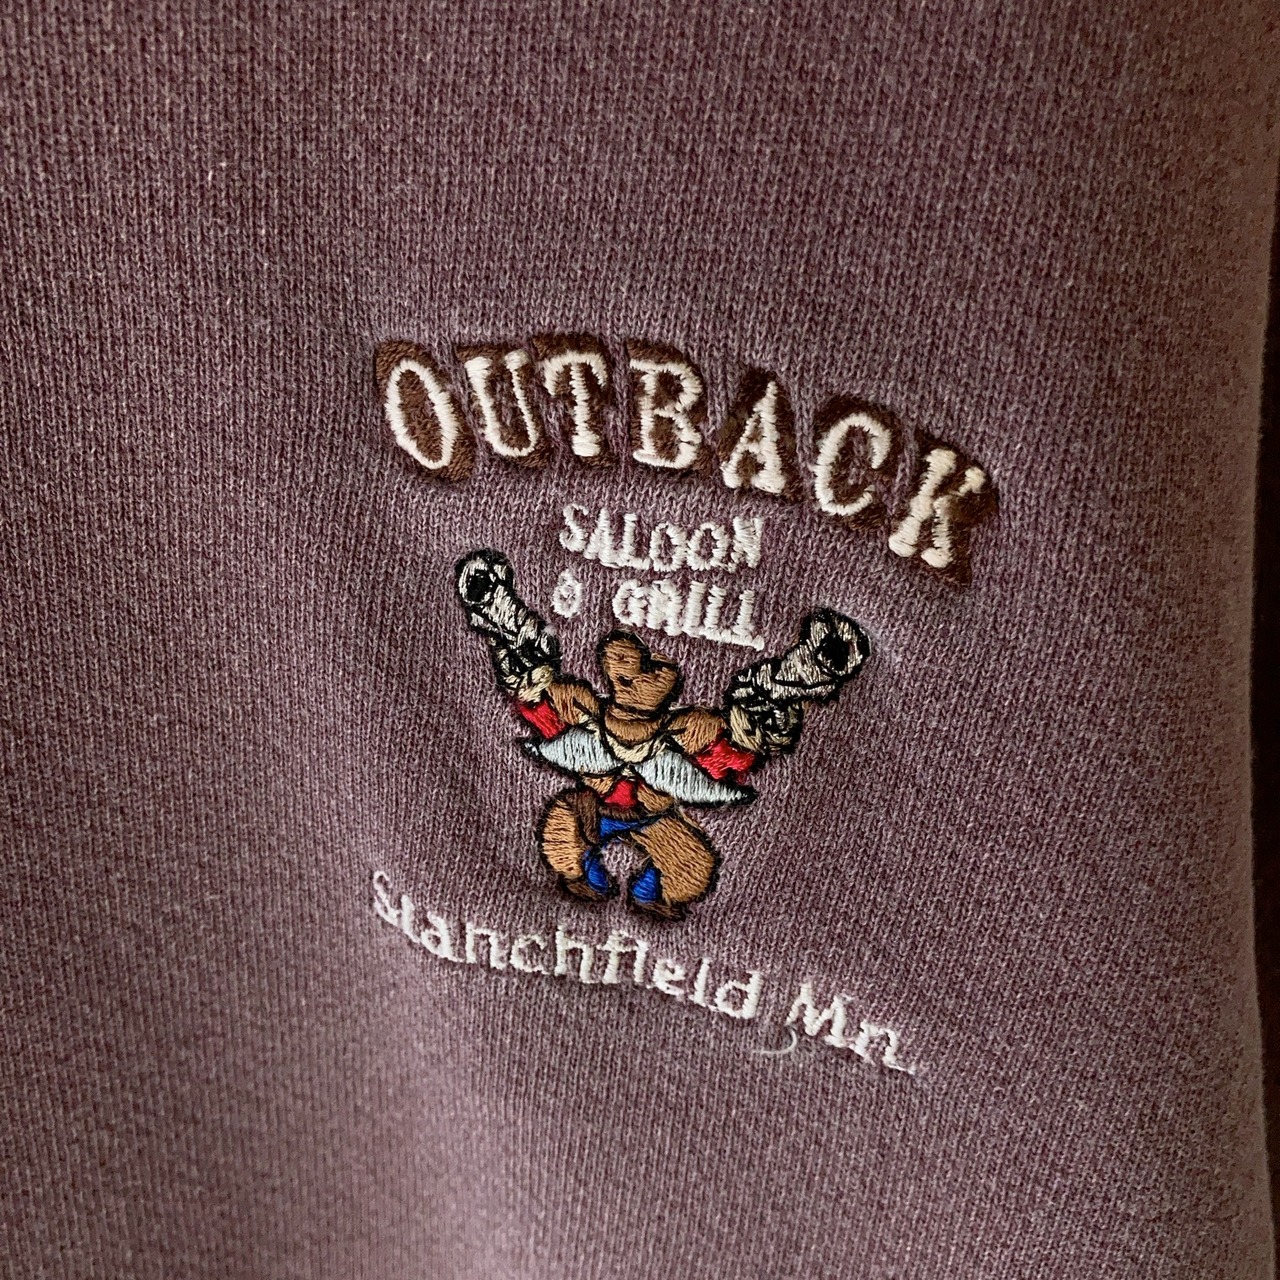 OUTBACK
SALOON
& GRILL
Stanchfield Mn.